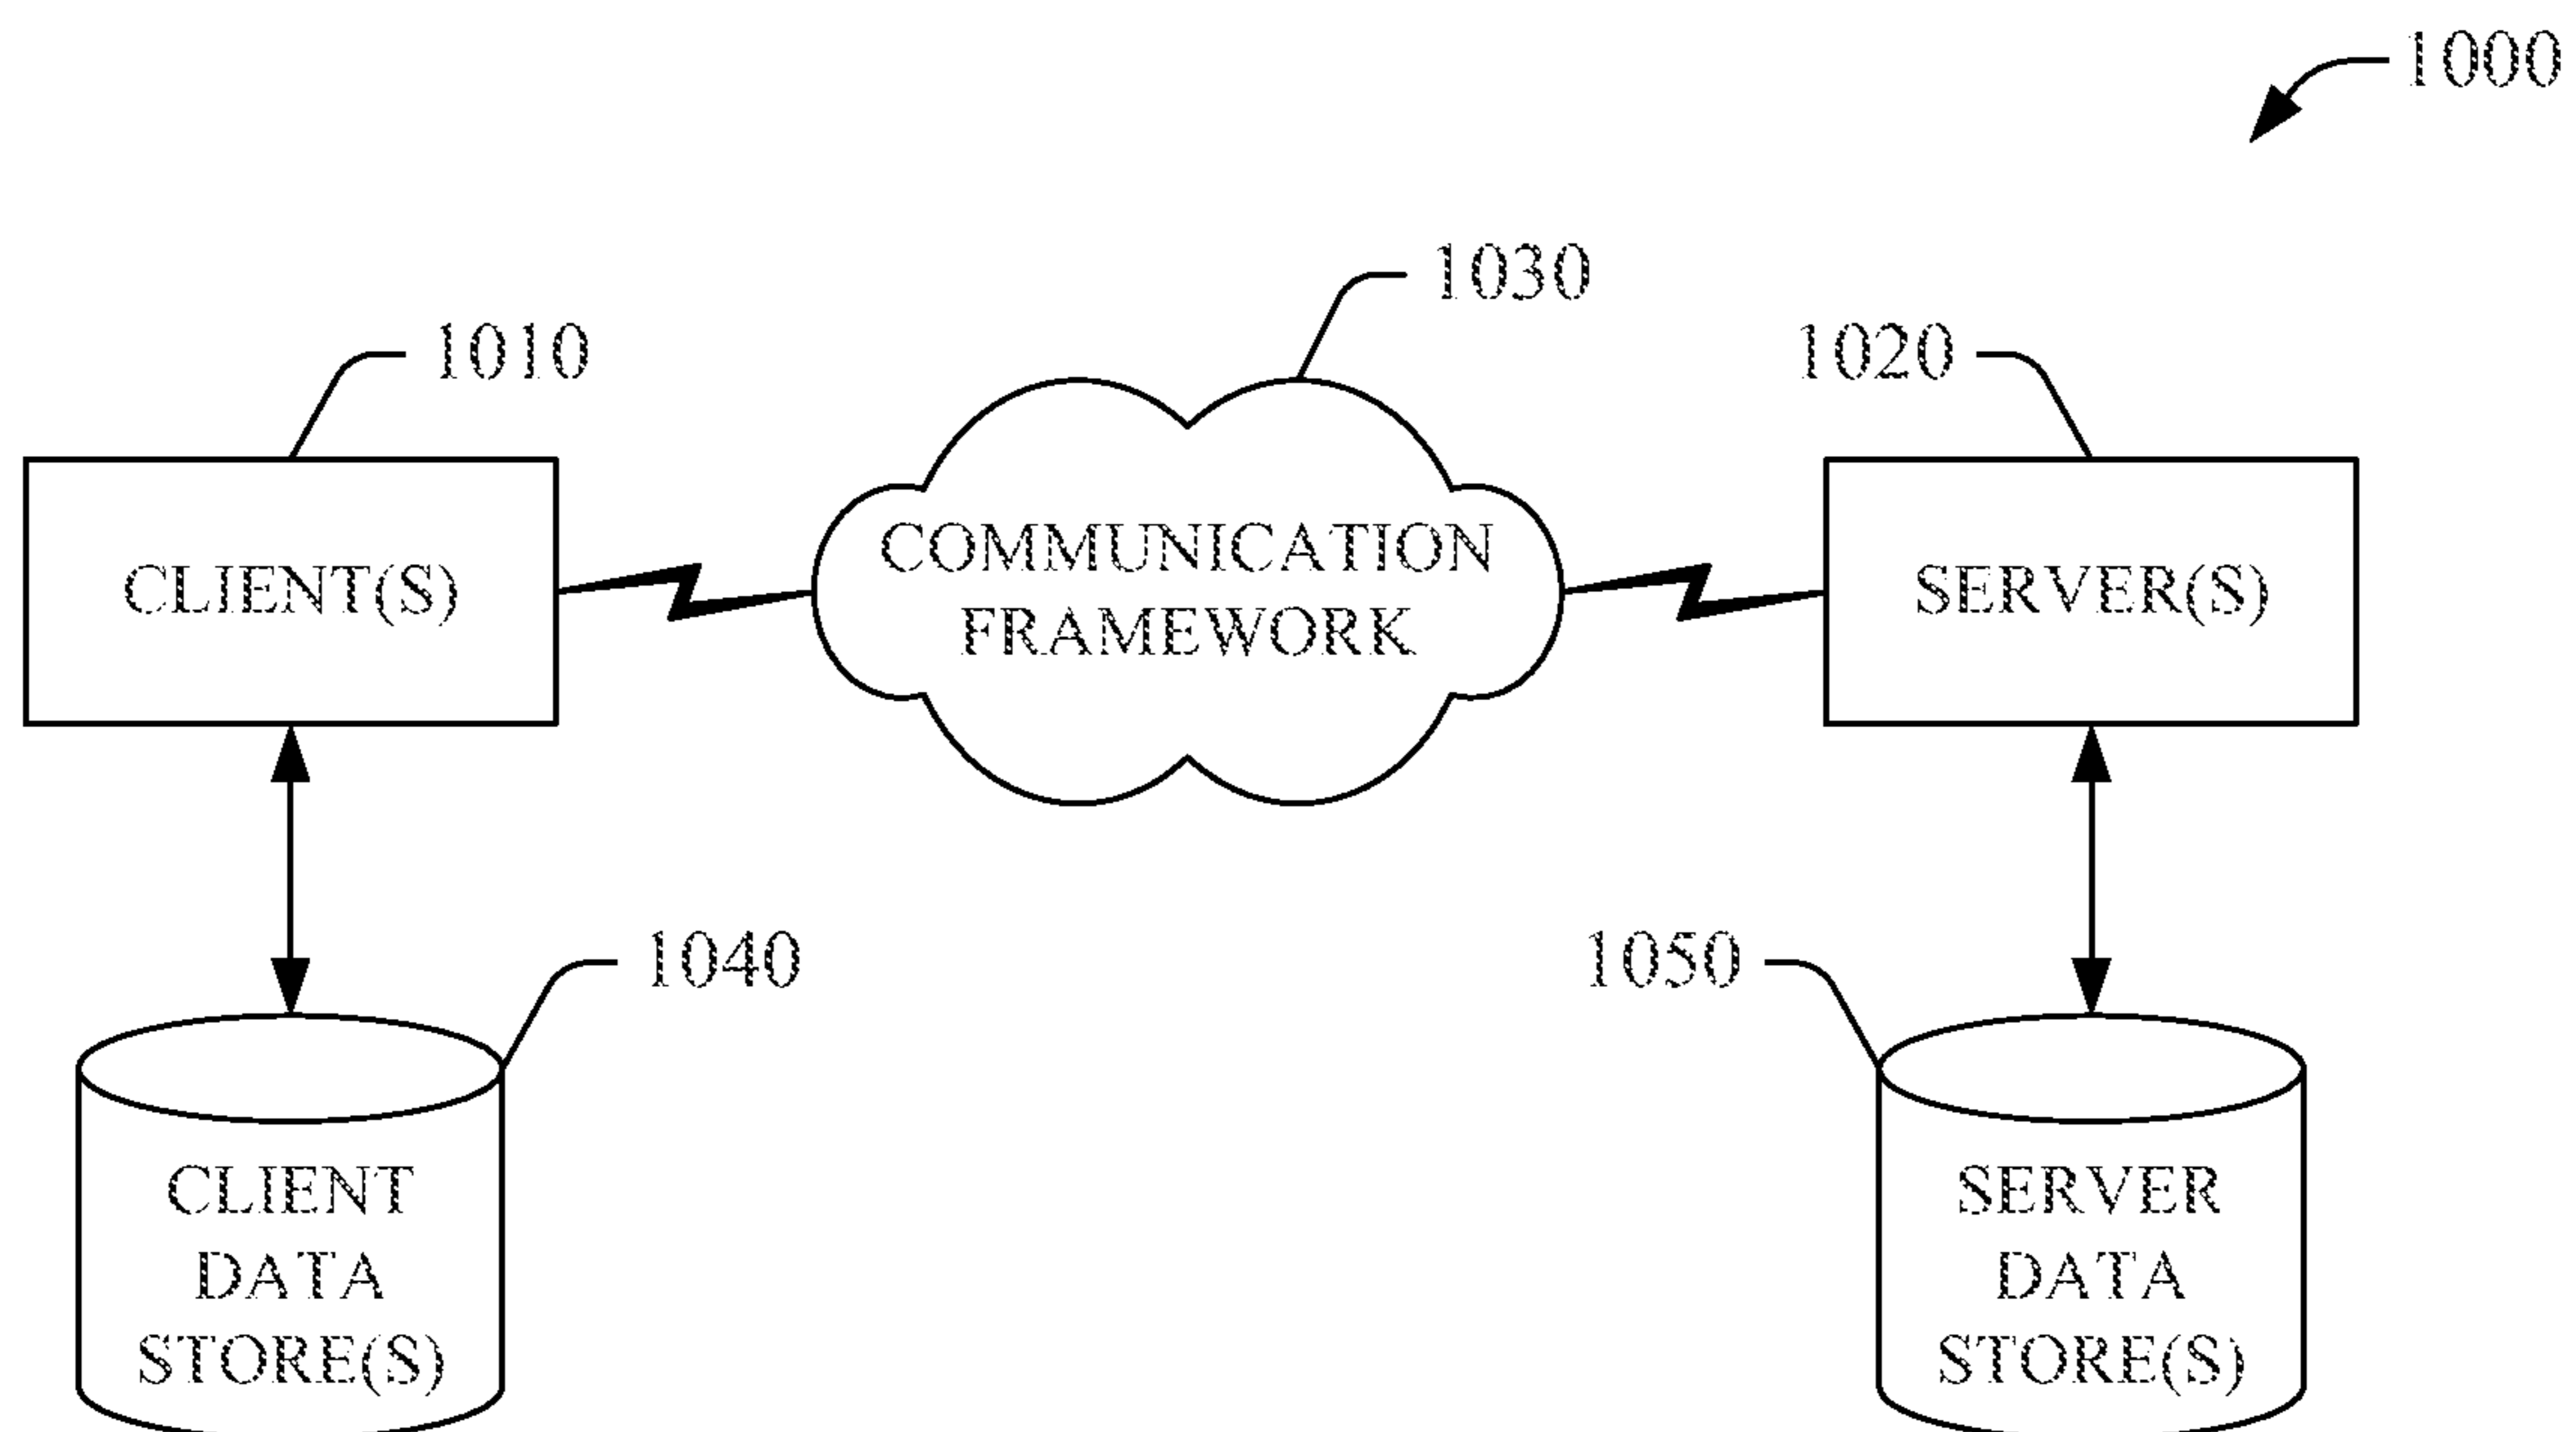 1000
1030
1010
1020
COMMUNICATION
FRAMEWORK
CLIENT(S)
SERVER(S)
1040
1050
CLIENT
DATA
STORE(S)
SERVER
DATA
STORE(S)